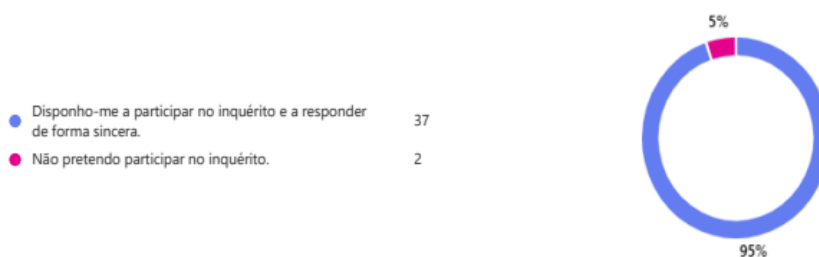 5%
Disponho-me a participar no inquérito e a responder
de forma sincera.
37
Não pretendo participar no inquérito.
2
95%